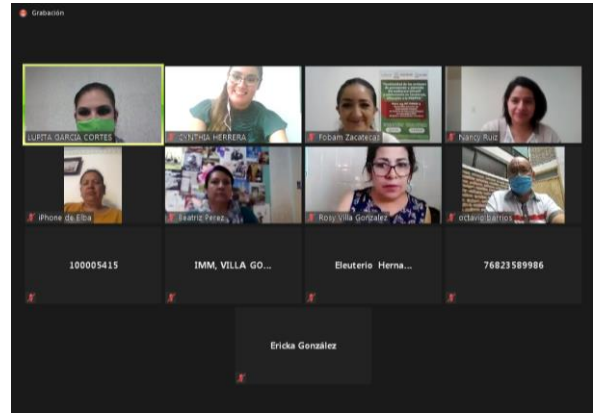 Grabación
LUPITA GARCIA CORTES
CYNTHIA HERRERA
Fobam Zacatecas
Nancy Ruiz
iPhone de Elba
Beatriz Perez
Rosy Villa Gonzalez
octavio barrios
100005415
IMM, VILLA GO...
Eleuterio Herna...
76823589986
Ericka González